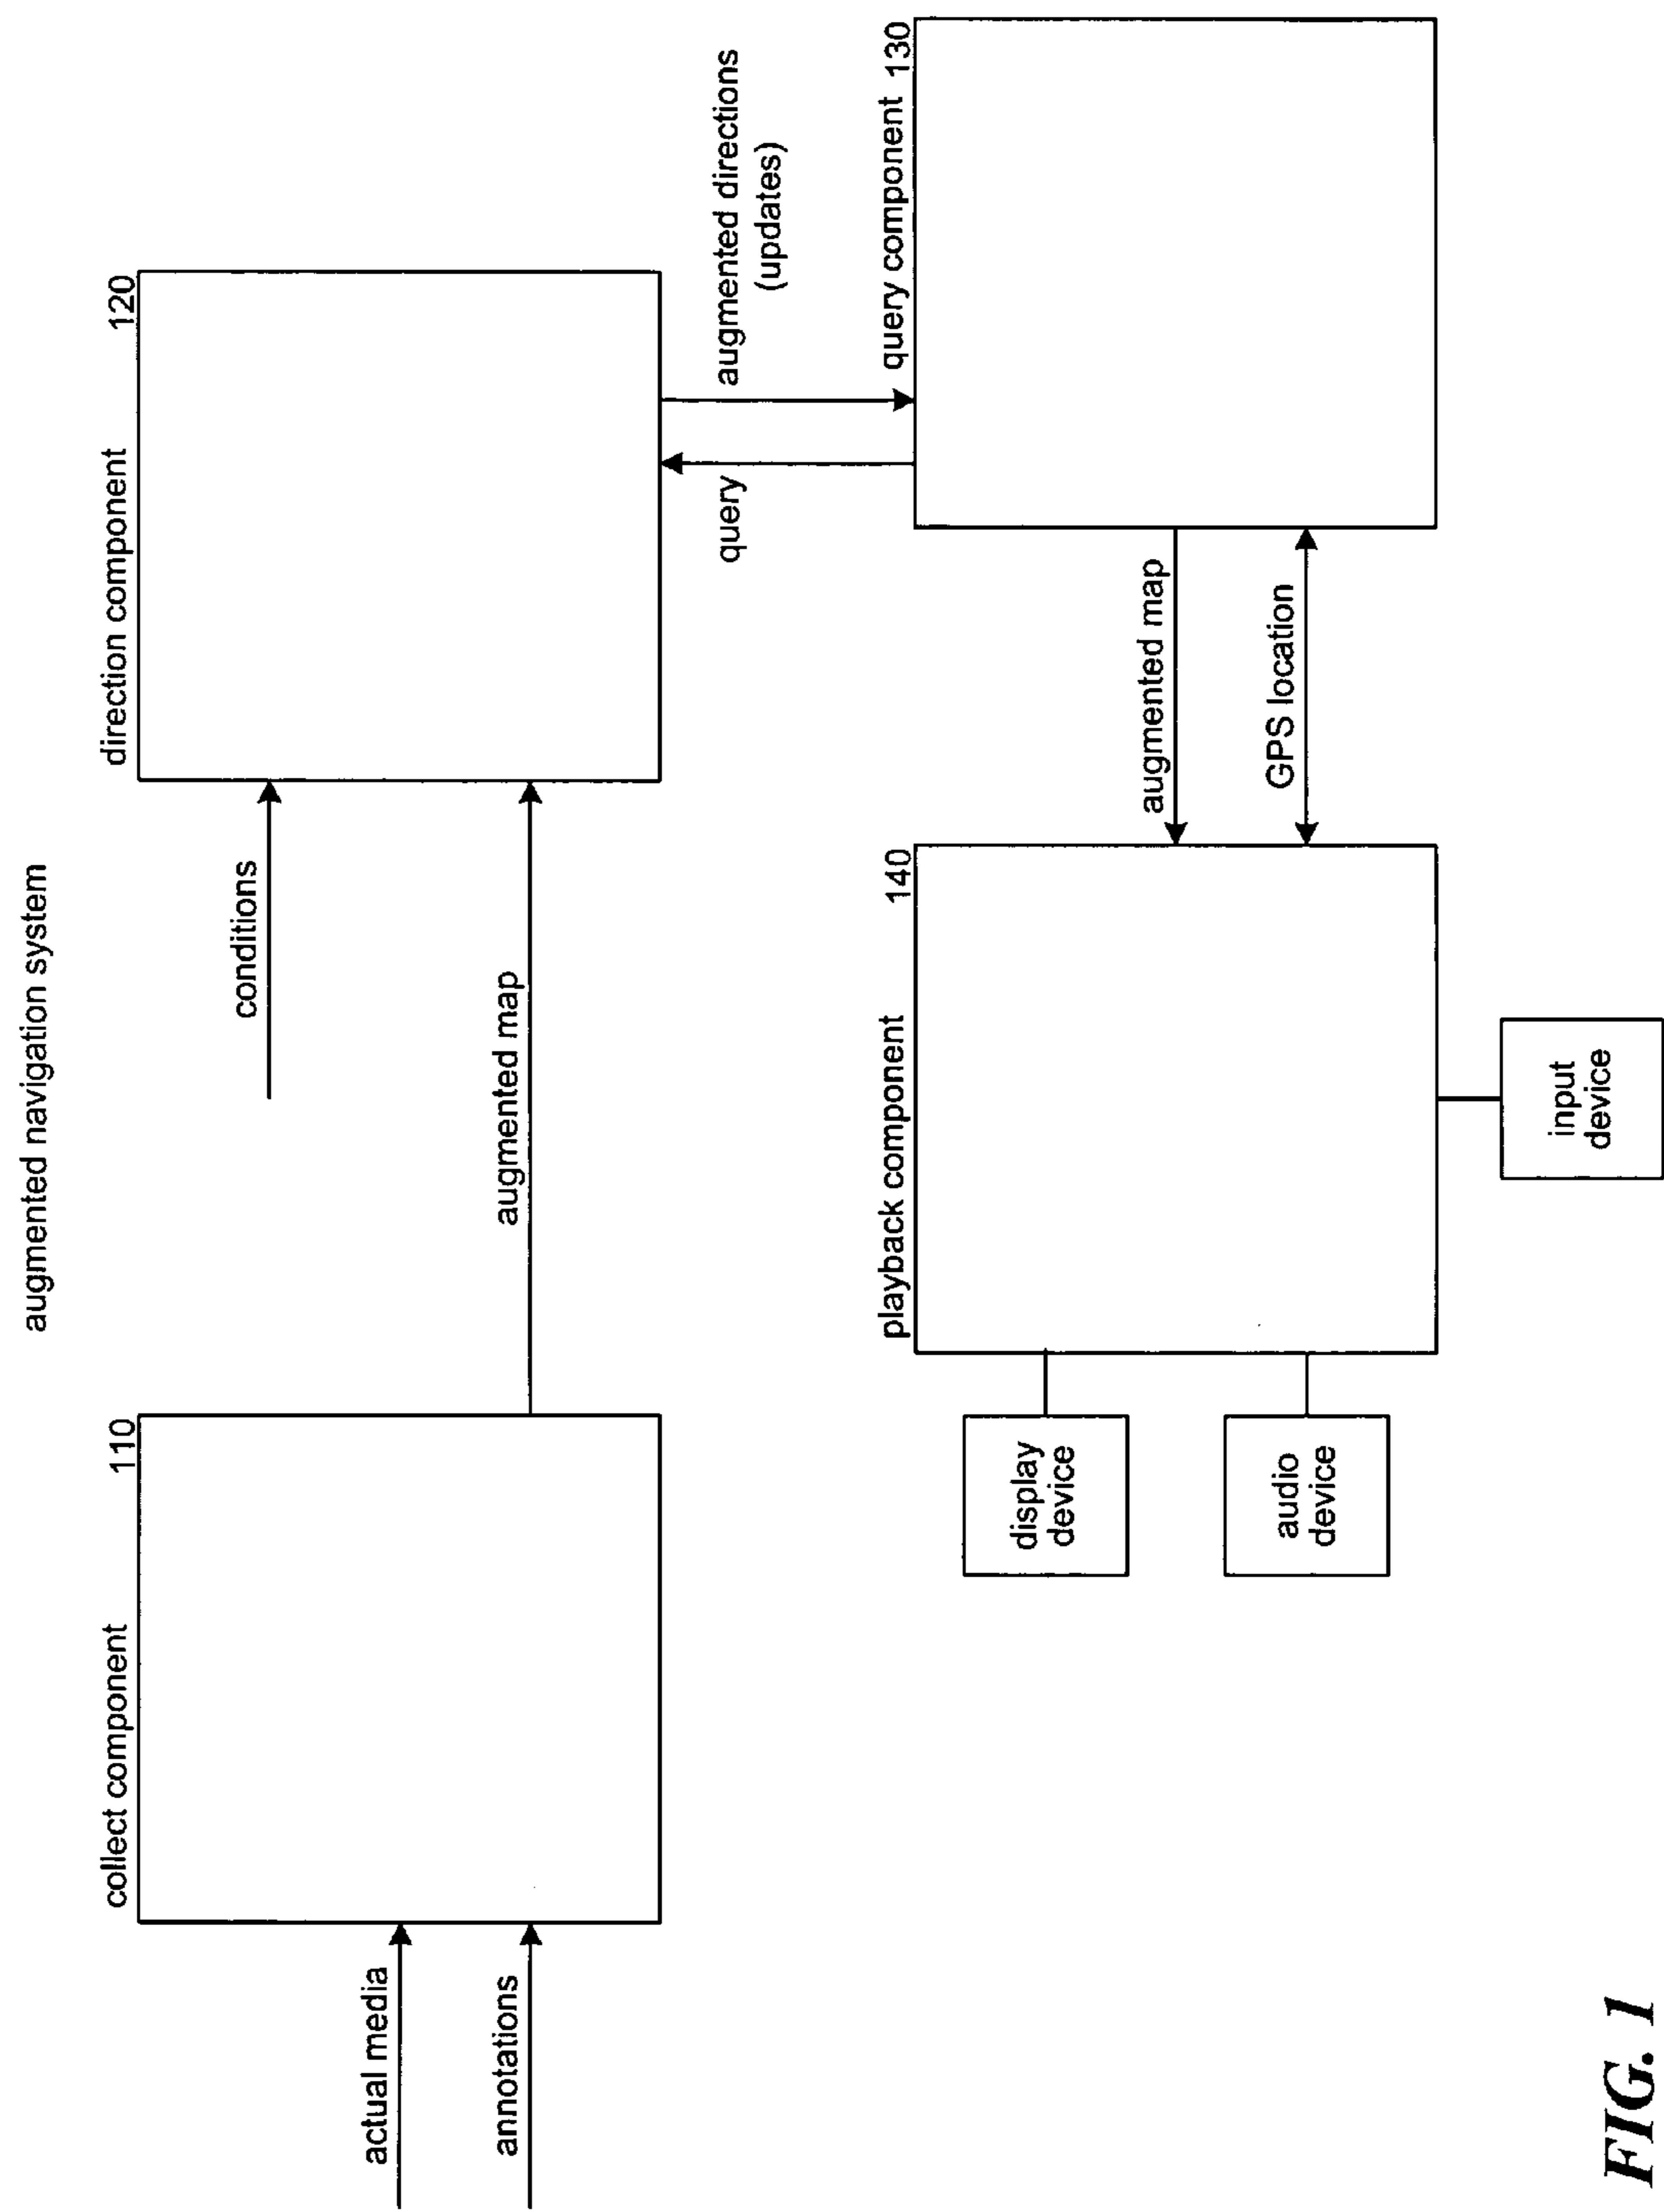 augmented navigation system
collect component
110
actual media
annotations
augmented map
conditions
direction component
120
query
augmented directions
(updates)
query component
130
augmented map
GPS location
playback component
140
display
device
audio
device
input
device
FIG. 1